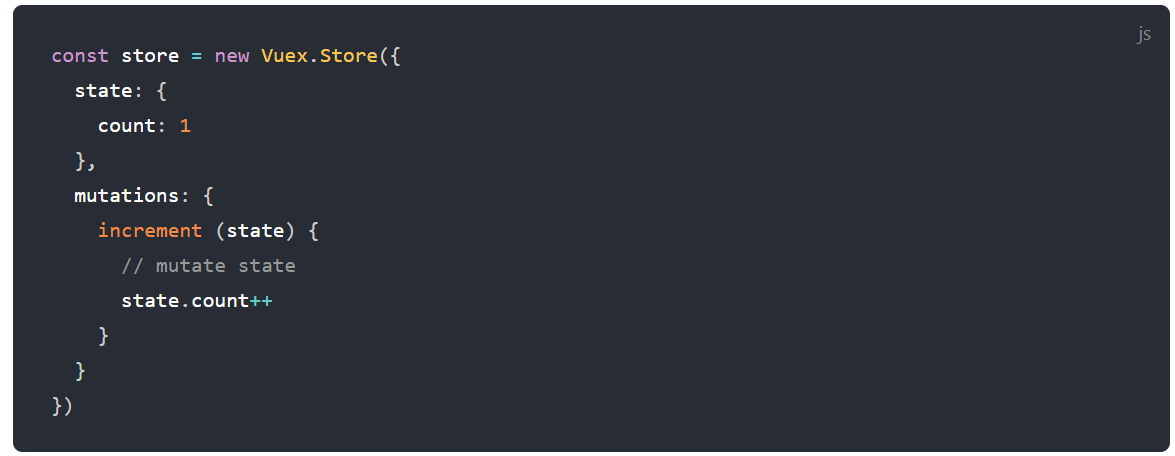 js
const store = new Vuex.Store({
  state: {
    count: 1
  },
  mutations: {
    increment (state) {
      // mutate state
      state.count++
    }
  }
})